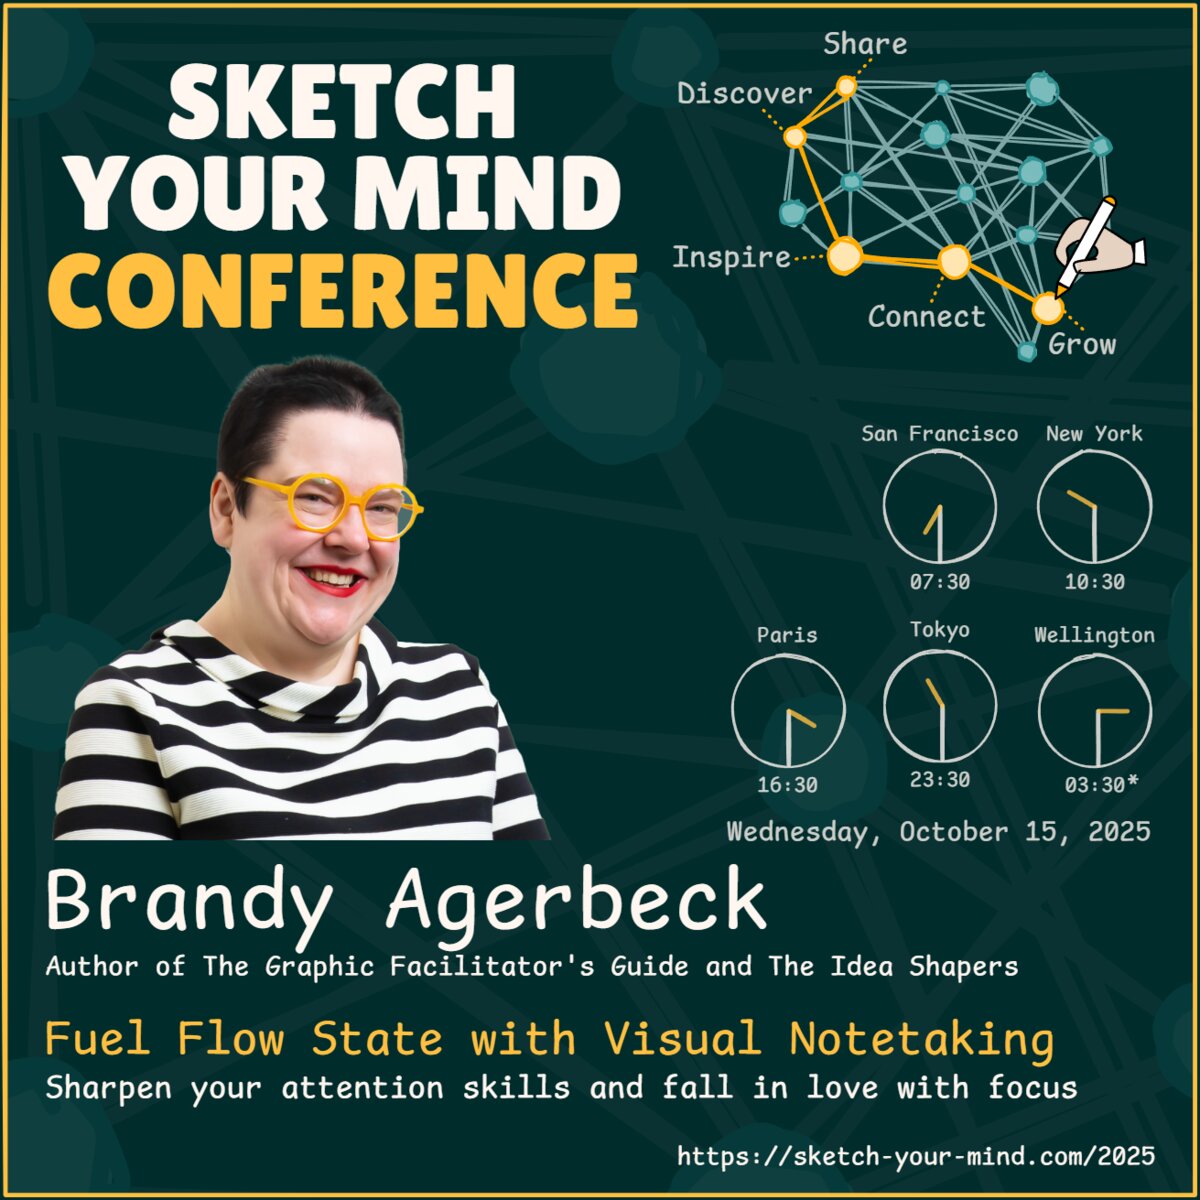 SKETCH
YOUR MIND
CONFERENCE
Share
Discover
Inspire
Connect
Grow
San Francisco
07:30
New York
10:30
Paris
16:30
Tokyo
23:30
Wellington
03:30*
Wednesday, October 15, 2025
Brandy Agerbeck
Author of The Graphic Facilitator's Guide and The Idea Shapers
Fuel Flow State with Visual Notetaking
Sharpen your attention skills and fall in love with focus
https://sketch-your-mind.com/2025